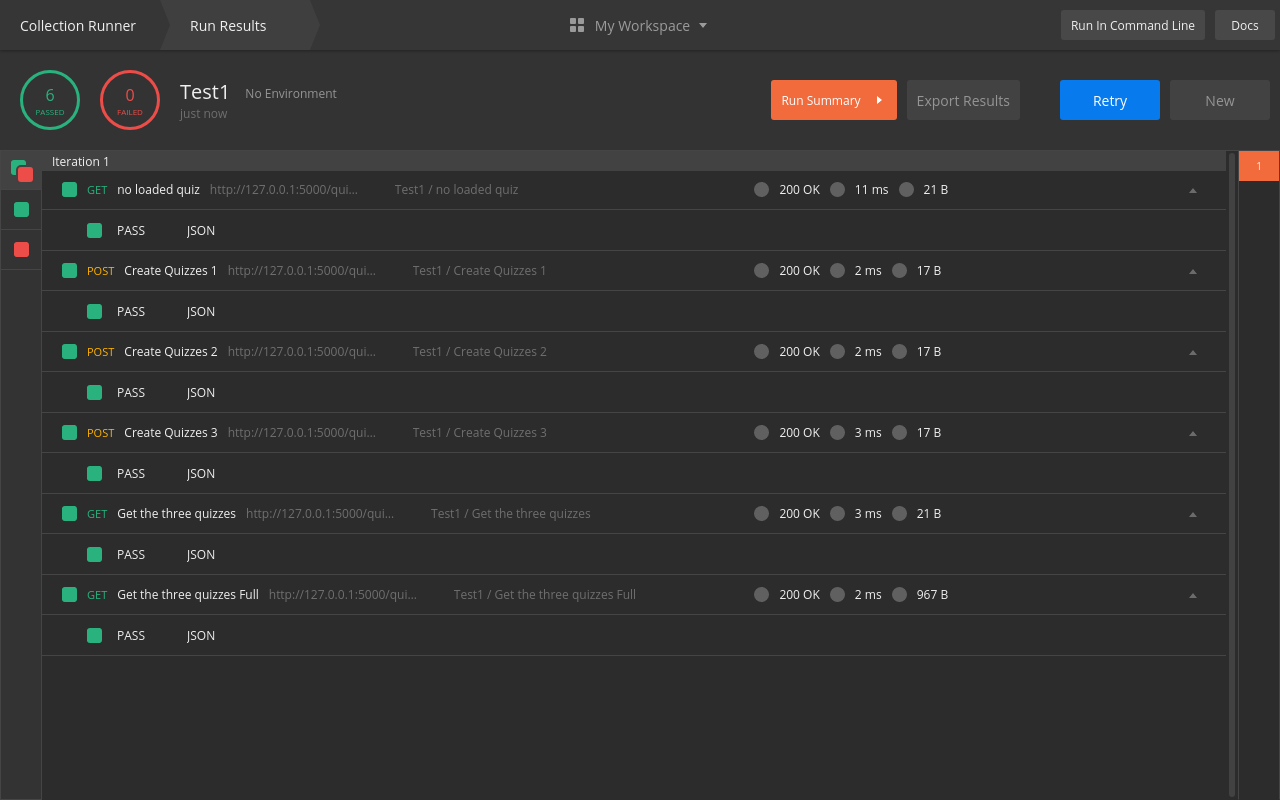 Collection Runner Run Results My Workspace Run In Command Line Docs
6 PASSED 0 FAILED Test1 No Environment Run Summary Export Results Retry New
just now
Iteration 1 1
GET no loaded quiz http://127.0.0.1:5000/qui... Test1 / no loaded quiz 200 OK 11 ms 21 B
PASS JSON
POST Create Quizzes 1 http://127.0.0.1:5000/qui... Test1 / Create Quizzes 1 200 OK 2 ms 17 B
PASS JSON
POST Create Quizzes 2 http://127.0.0.1:5000/qui... Test1 / Create Quizzes 2 200 OK 2 ms 17 B
PASS JSON
POST Create Quizzes 3 http://127.0.0.1:5000/qui... Test1 / Create Quizzes 3 200 OK 3 ms 17 B
PASS JSON
GET Get the three quizzes http://127.0.0.1:5000/qui... Test1 / Get the three quizzes 200 OK 3 ms 21 B
PASS JSON
GET Get the three quizzes Full http://127.0.0.1:5000/qui... Test1 / Get the three quizzes Full 200 OK 2 ms 967 B
PASS JSON